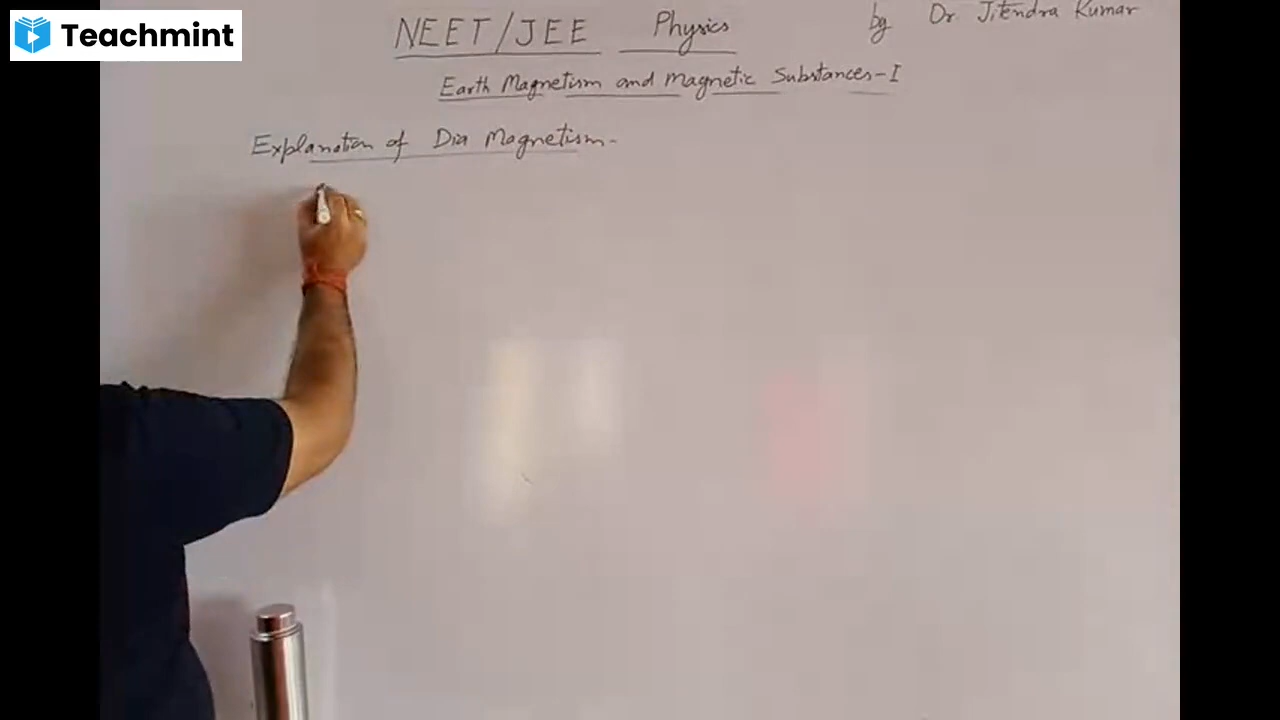 Teachmint
NEET/JEE Physics by Dr Jitendra Kumar
Earth Magnetism and Magnetic Substances-I
Explanation of Dia Magnetism-